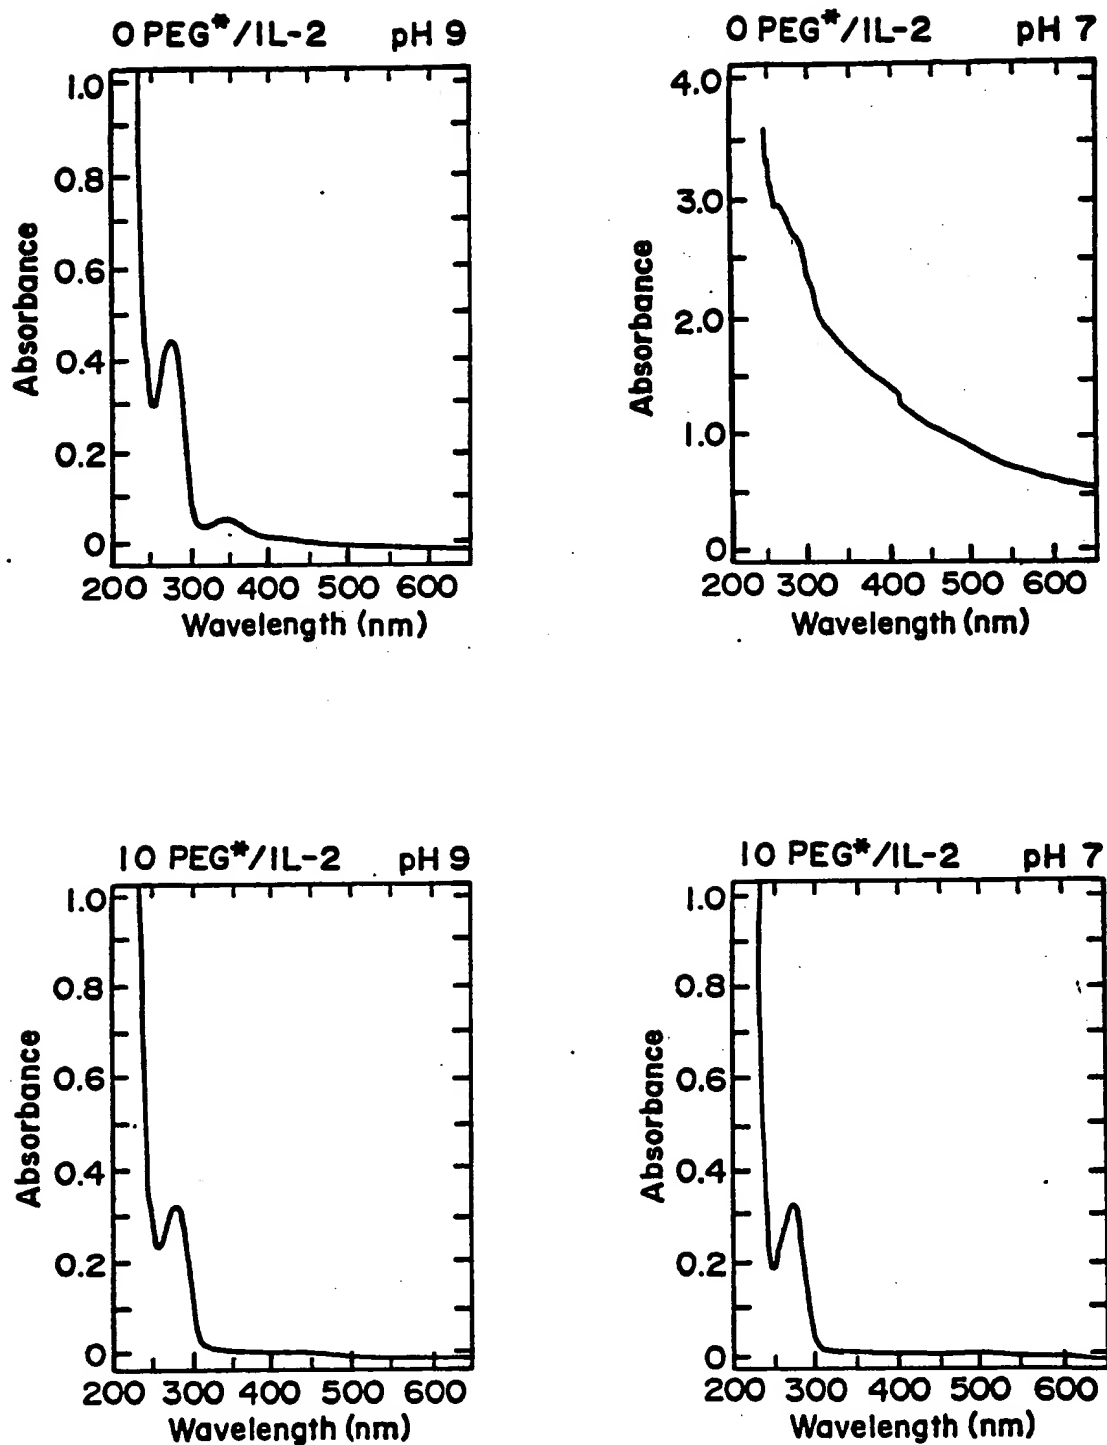 0 PEG*/IL-2 pH 9
1.0
0.8
0.6
0.4
0.2
0
Absorbance
200 300 400 500 600
Wavelength (nm)
0 PEG*/IL-2 pH 7
4.0
3.0
2.0
1.0
0
Absorbance
200 300 400 500 600
Wavelength (nm)
10 PEG*/IL-2 pH 9
1.0
0.8
0.6
0.4
0.2
0
Absorbance
200 300 400 500 600
Wavelength (nm)
10 PEG*/IL-2 pH 7
1.0
0.8
0.6
0.4
0.2
0
Absorbance
200 300 400 500 600
Wavelength (nm)